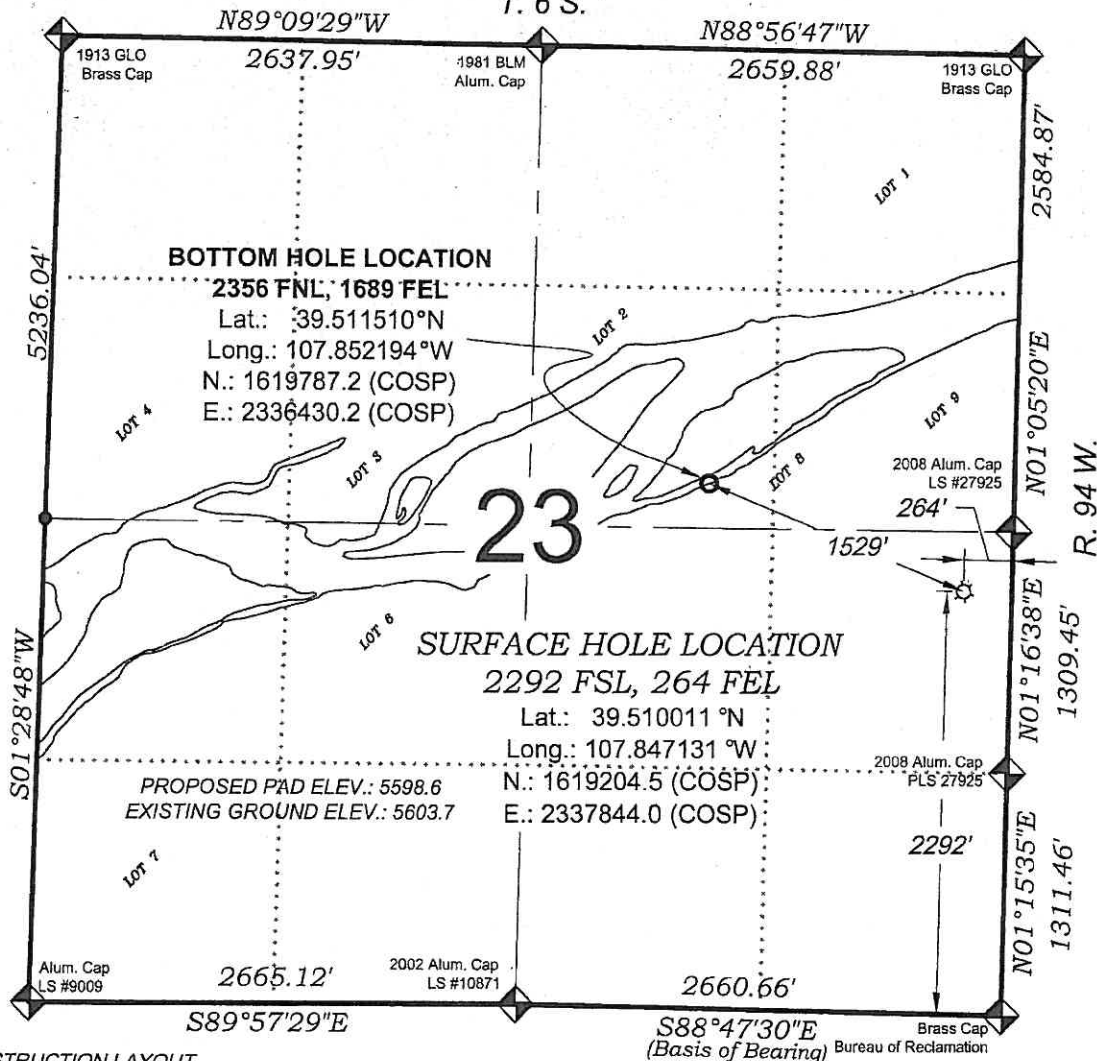 T. 6 S.
N89°09'29"W
N88°56'47"W
1913 GLO
Brass Cap
2637.95'
1981 BLM
Alum. Cap
2659.88'
1913 GLO
Brass Cap
2584.87'
LOT 1
BOTTOM HOLE LOCATION
2356 FNL, 1689 FEL
Lat.: 39.511510°N
Long.: 107.852194°W
N.: 1619787.2 (COSP)
E.: 2336430.2 (COSP)
5236.04'
LOT 2
LOT 4
LOT 3
LOT 9
LOT 8
N01°05'20"E
2008 Alum. Cap
LS #27925
264'
R. 94 W.
23
1529'
LOT 6
SURFACE HOLE LOCATION
2292 FSL, 264 FEL
Lat.: 39.510011 °N
Long.: 107.847131 °W
N.: 1619204.5 (COSP)
E.: 2337844.0 (COSP)
N01°16'38"E
1309.45'
S01°28'48"W
2008 Alum. Cap
PLS 27925
PROPOSED PAD ELEV.: 5598.6
EXISTING GROUND ELEV.: 5603.7
2292'
LOT 7
N01°15'35"E
1311.46'
Alum. Cap
LS #9009
2665.12'
2002 Alum. Cap
LS #10871
2660.66'
S89°57'29"E
S88°47'30"E
(Basis of Bearing)
Brass Cap
Bureau of Reclamation
STRUCTION LAYOUT